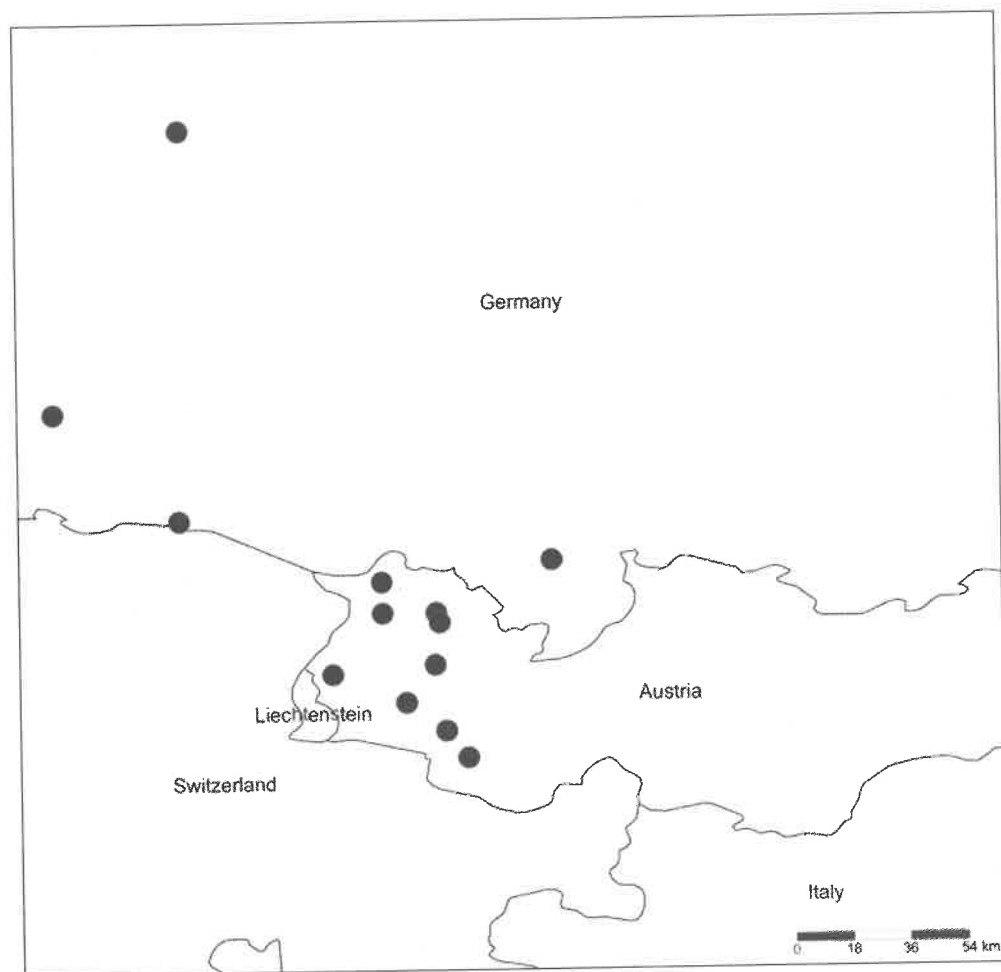 Germany
Austria
Liechtenstein
Switzerland
Italy
0 18 36 54 km